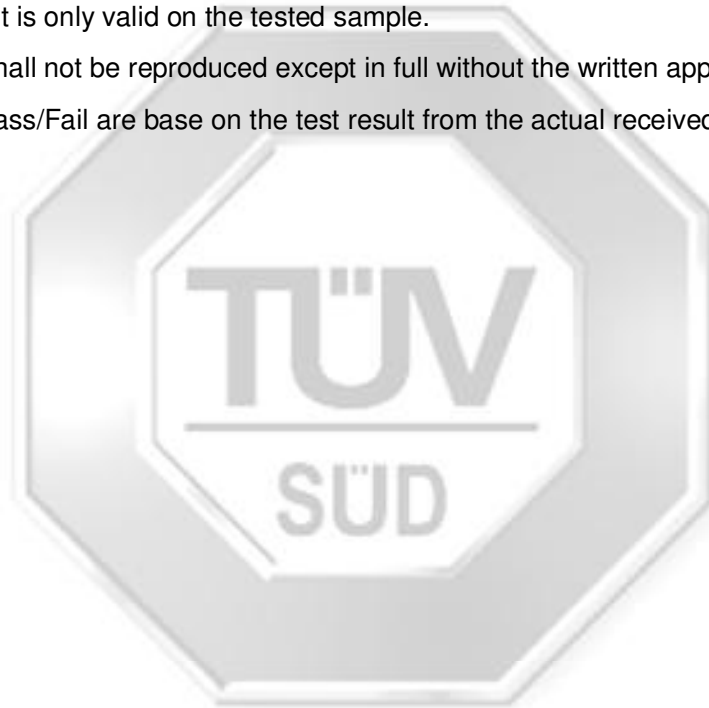 t is only valid on the tested sample.
hall not be reproduced except in full without the written app
ass/Fail are base on the test result from the actual received
TÜV
SÜD